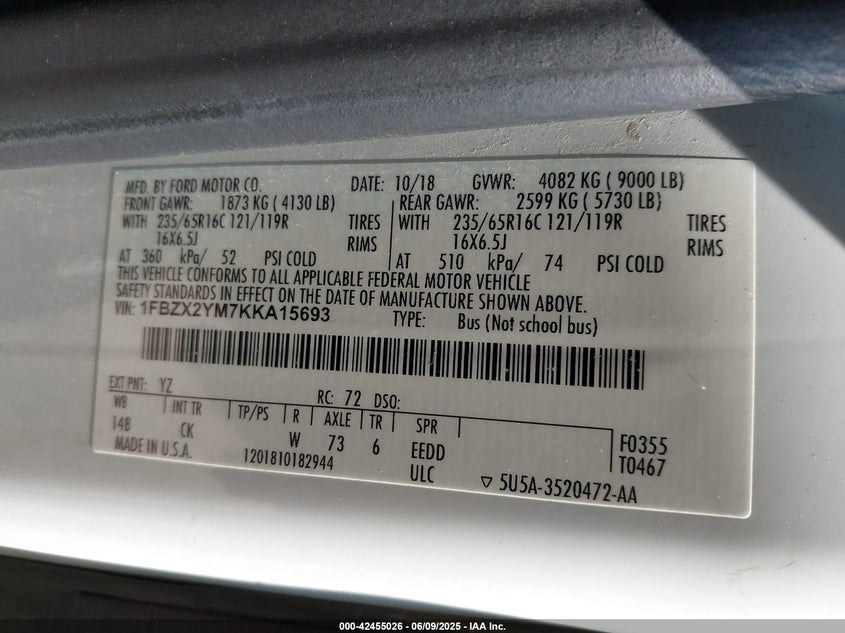 MFD. BY FORD MOTOR CO. DATE: 10/18 GVWR: 4082 KG ( 9000 LB)
FRONT GAWR: 1873 KG ( 4130 LB) REAR GAWR: 2599 KG ( 5730 LB)
WITH 235/65R16C 121/119R TIRES WITH 235/65R16C 121/119R TIRES
16X6.5J RIMS 16X6.5J RIMS
AT 360 kPa/ 52 PSI COLD AT 510 kPa/ 74 PSI COLD
THIS VEHICLE CONFORMS TO ALL APPLICABLE FEDERAL MOTOR VEHICLE
SAFETY STANDARDS IN EFFECT ON THE DATE OF MANUFACTURE SHOWN ABOVE.
VIN: 1FBZX2YM7KKA15693 TYPE: Bus (Not school bus)
EXT PNT: YZ RC: 72 DSO:
WB INT TR TP/PS R AXLE TR SPR
148 CK W 73 6 EEDD F0355
MADE IN U.S.A. 1201810182944 ULC T0467
5U5A-3520472-AA
000-42455026 - 06/09/2025 - IAA Inc.